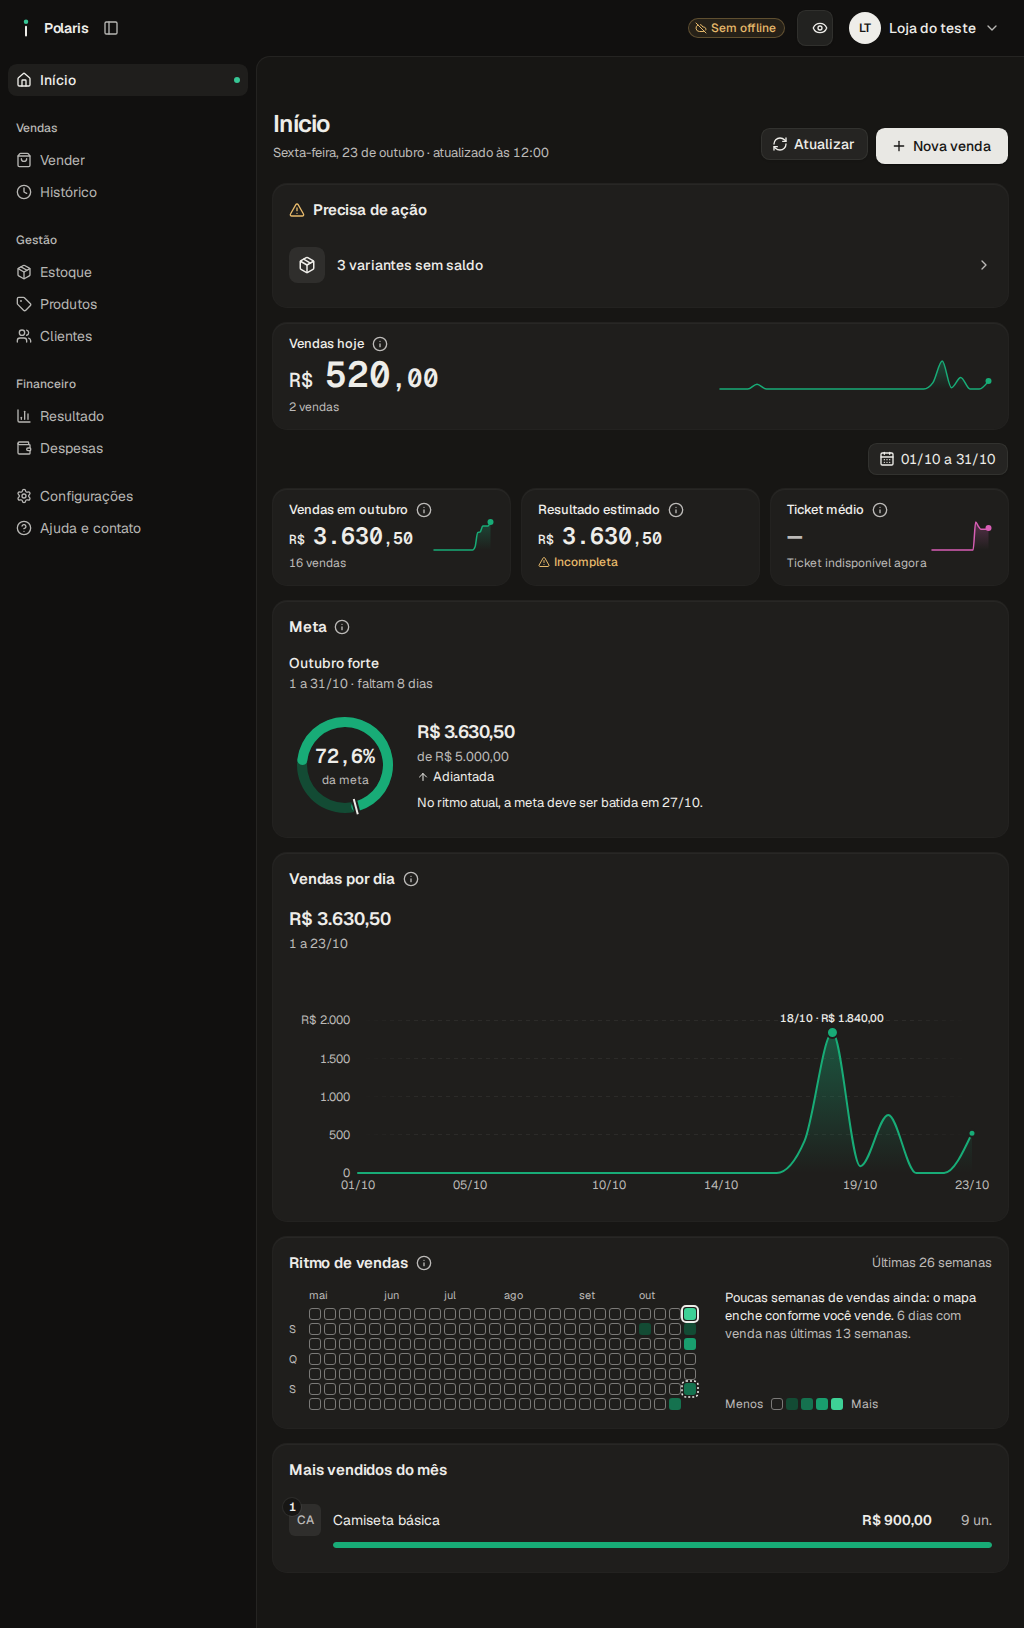 Polaris
Sem offline
LT
Loja do teste
Início
Vendas
Vender
Histórico
Gestão
Estoque
Produtos
Clientes
Financeiro
Resultado
Despesas
Configurações
Ajuda e contato
Início
Sexta-feira, 23 de outubro · atualizado às 12:00
Atualizar
Nova venda
Precisa de ação
3 variantes sem saldo
Vendas hoje
R$ 520,00
2 vendas
01/10 a 31/10
Vendas em outubro
R$ 3.630,50
16 vendas
Resultado estimado
R$ 3.630,50
Incompleta
Ticket médio
—
Ticket indisponível agora
Meta
Outubro forte
1 a 31/10 · faltam 8 dias
72,6%
da meta
R$ 3.630,50
de R$ 5.000,00
Adiantada
No ritmo atual, a meta deve ser batida em 27/10.
Vendas por dia
R$ 3.630,50
1 a 23/10
18/10 · R$ 1.840,00
R$ 2.000
1.500
1.000
500
0
01/10 05/10 10/10 14/10 19/10 23/10
Ritmo de vendas
Últimas 26 semanas
mai jun jul ago set out
S
Q
S
Poucas semanas de vendas ainda: o mapa
enche conforme você vende. 6 dias com
venda nas últimas 13 semanas.
Menos Mais
Mais vendidos do mês
1
CA
Camiseta básica
R$ 900,00
9 un.